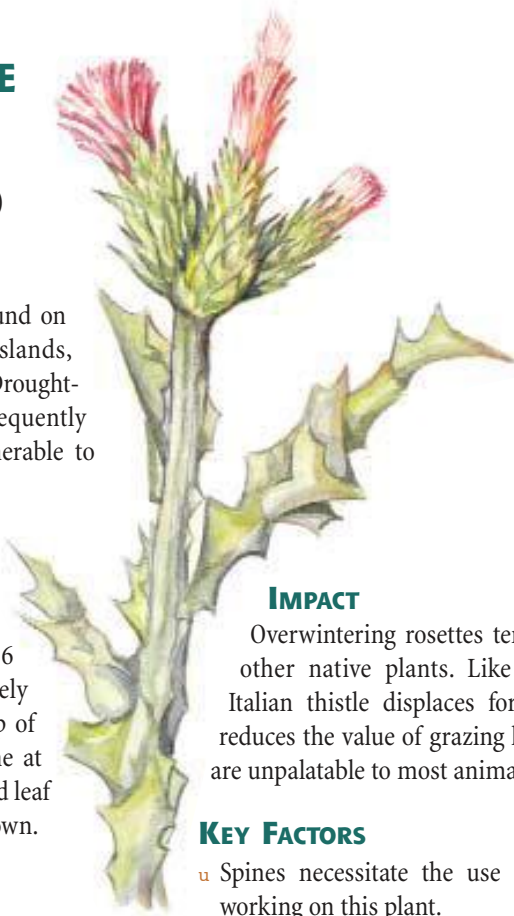 E
)
und on
slands,
Drought-
equently
nerable to
6
ely
p of
ne at
d leaf
own.
IMPACT
Overwintering rosettes ter
other native plants. Like
Italian thistle displaces for
reduces the value of grazing l
are unpalatable to most anima
KEY FACTORS
u Spines necessitate the use
working on this plant.